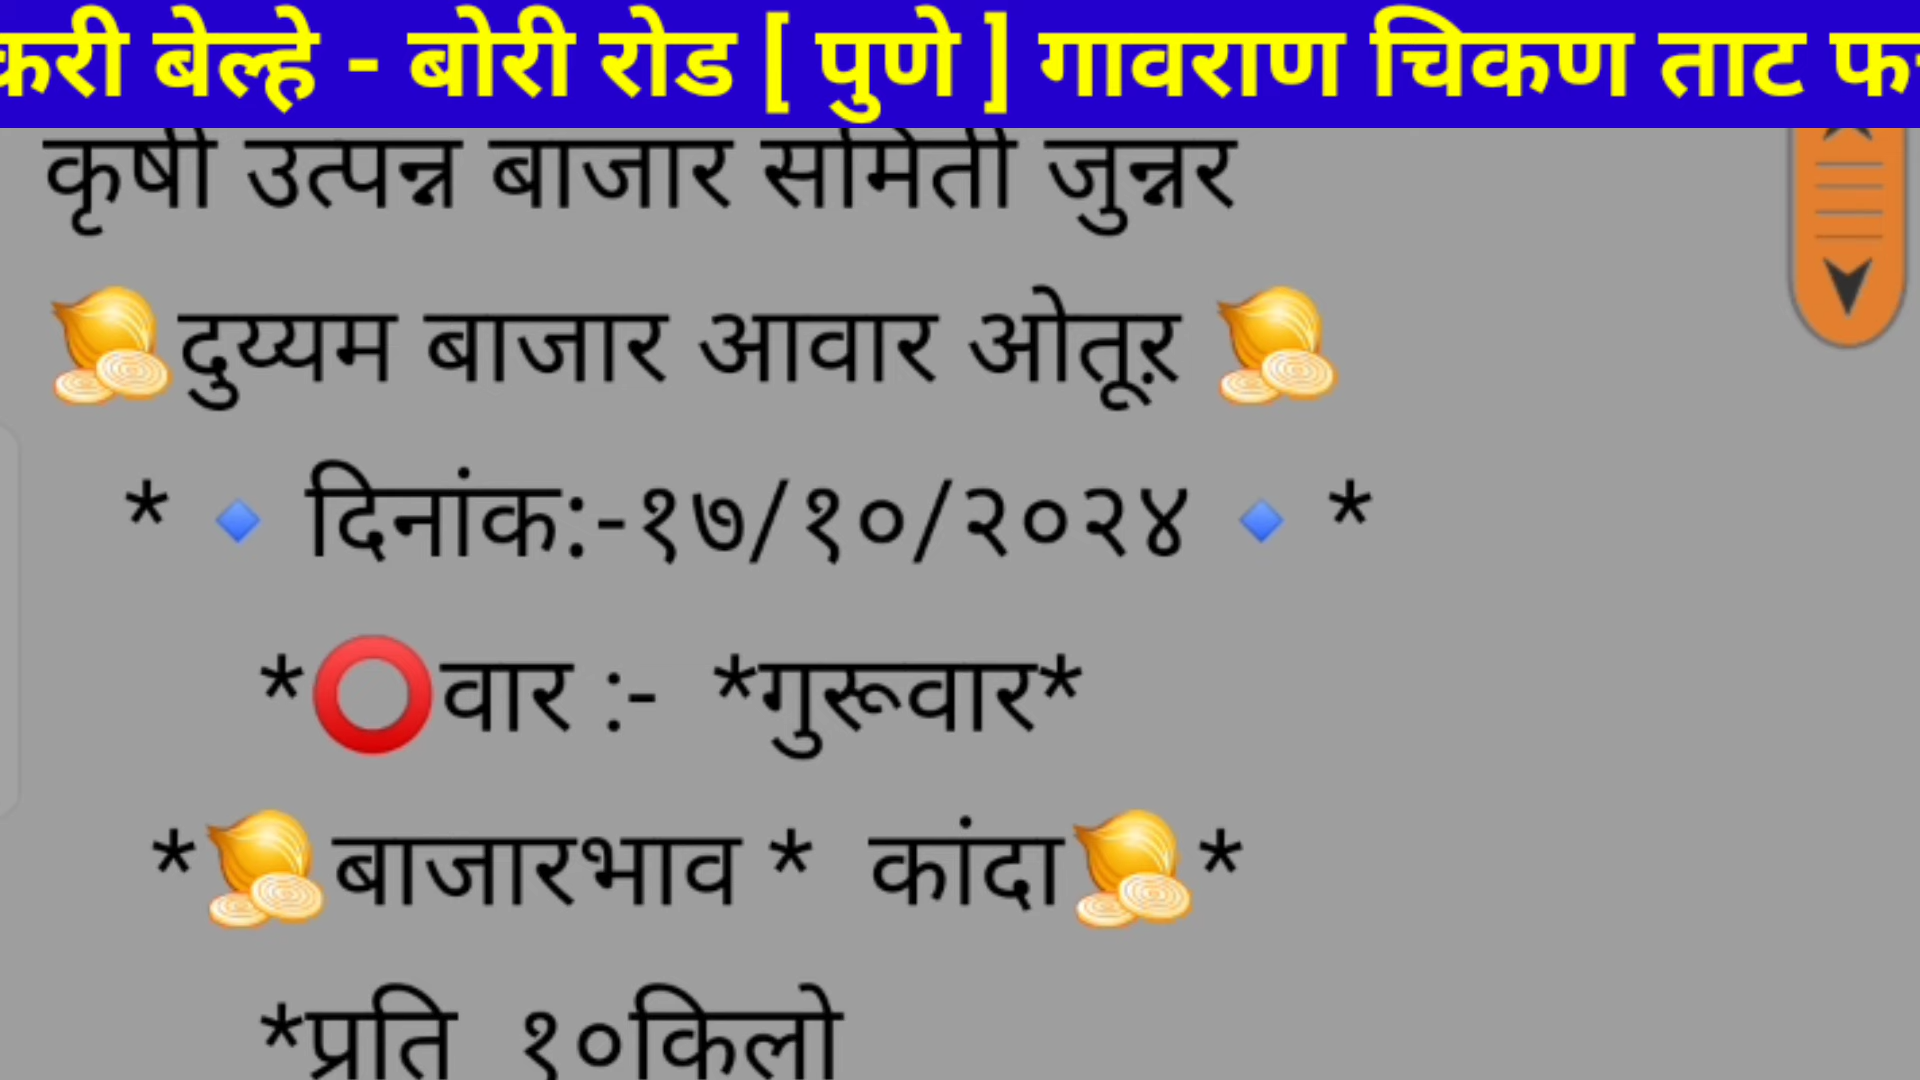 करी बेल्हे - बोरी रोड [ पुणे ] गावराण चिकण ताट
कृषी उत्पन्न बाजार समिती जुन्नर
🧅दुय्यम बाजार आवार ओतूऱ 🧅
*🔹 दिनांक:-१७/१०/२०२४🔹*
*⭕वार :- *गुरूवार*
*🧅बाजारभाव * कांदा🧅*
*प्रति १०किलो